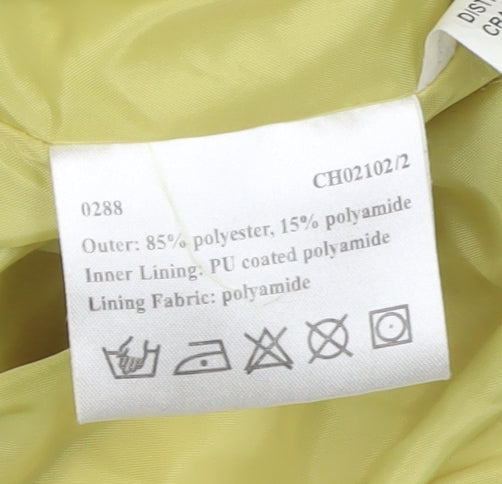 CH02102/2
0288
Outer: 85% polyester, 15% polyamide
Inner Lining: PU coated polyamide
Lining Fabric: polyamide